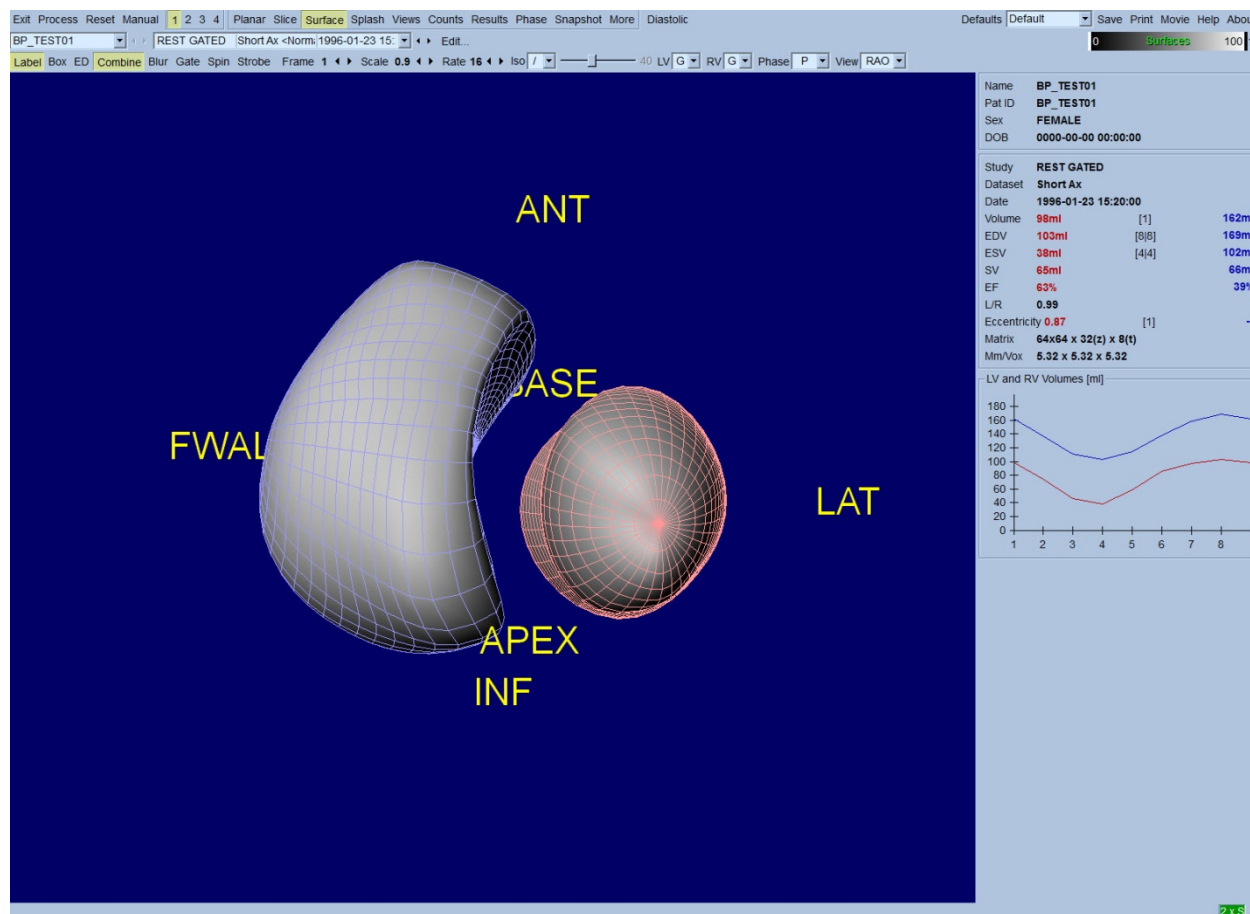 Exit Process Reset Manual 1 2 3 4 Planar Slice Surface Splash Views Counts Results Phase Snapshot More Diastolic Defaults Default Save Print Movie Help Abou
BP_TEST01 REST GATED Short Ax <Norm 1996-01-23 15: Edit... 0 Surfaces 100
Label Box ED Combine Blur Gate Spin Strobe Frame 1 Scale 0.9 Rate 16 Iso / 40 LV G RV G Phase P View RAO
ANT
BASE
FWAL
LAT
APEX
INF
Name BP_TEST01
Pat ID BP_TEST01
Sex FEMALE
DOB 0000-00-00 00:00:00
Study REST GATED
Dataset Short Ax
Date 1996-01-23 15:20:00
Volume 98ml [1] 162m
EDV 103ml [8|8] 169m
ESV 38ml [4|4] 102m
SV 65ml 66m
EF 63% 39%
L/R 0.99
Eccentricity 0.87 [1] -
Matrix 64x64 x 32(z) x 8(t)
Mm/Vox 5.32 x 5.32 x 5.32
LV and RV Volumes [ml]
180
160
140
120
100
80
60
40
20
0
1 2 3 4 5 6 7 8
2 x S